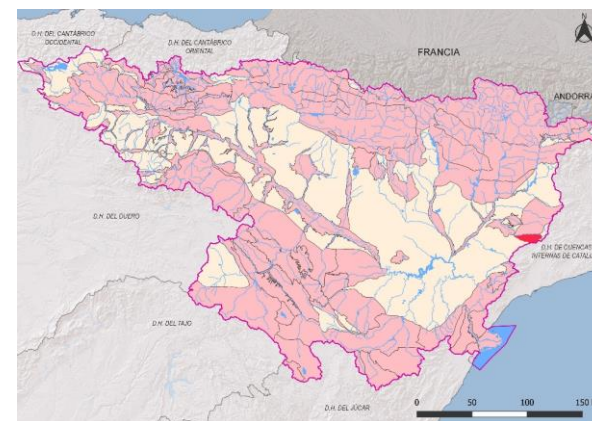 N
D.H. DEL CANTÁBRICO
OCCIDENTAL
D.H. DEL CANTÁBRICO
ORIENTAL
FRANCIA
ANDORRA
D.H. DEL DUERO
D.H. DE CUENCAS
INTERNAS DE CATALU
D.H. DEL TAJO
D.H. DEL JÚCAR
0 50 100 150